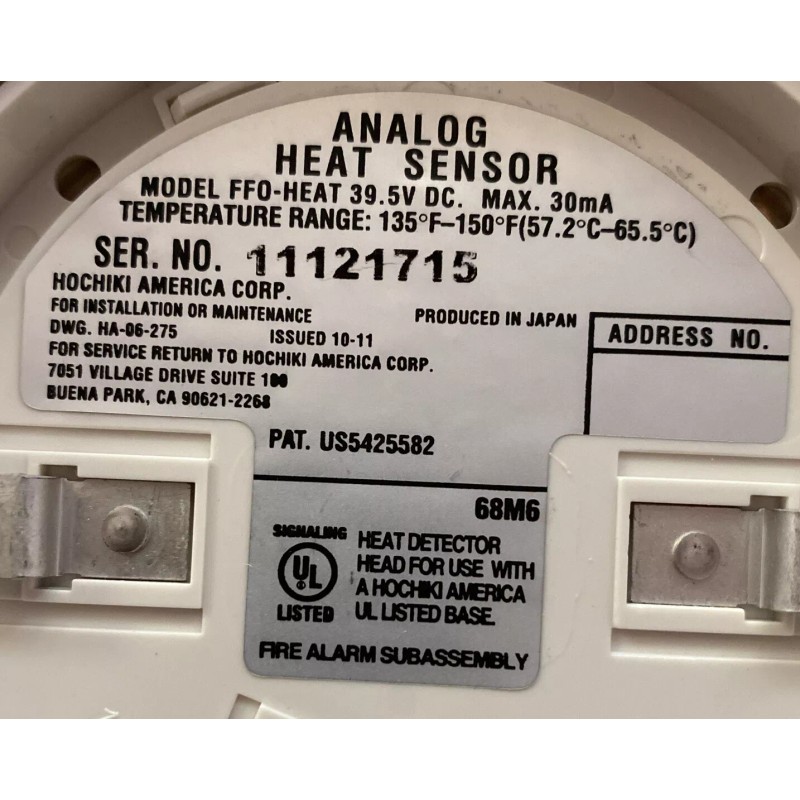 ANALOG
HEAT SENSOR
MODEL FFO-HEAT 39.5V DC. MAX. 30mA
TEMPERATURE RANGE: 135°F–150°F(57.2°C–65.5°C)
SER. NO. 11121715
HOCHIKI AMERICA CORP.
FOR INSTALLATION OR MAINTENANCE PRODUCED IN JAPAN
DWG. HA-06-275 ISSUED 10-11
FOR SERVICE RETURN TO HOCHIKI AMERICA CORP.
7051 VILLAGE DRIVE SUITE 100
BUENA PARK, CA 90621-2268
ADDRESS NO.
PAT. US5425582
68M6
SIGNALING
UL
®
LISTED
HEAT DETECTOR
HEAD FOR USE WITH
A HOCHIKI AMERICA
UL LISTED BASE.
FIRE ALARM SUBASSEMBLY